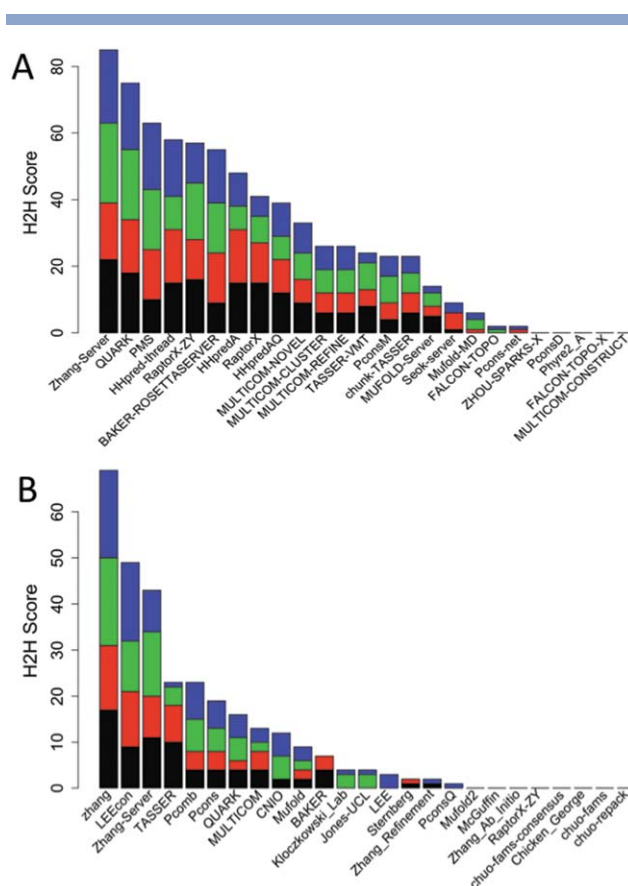 A
H2H Score
80
60
40
20
0
Zhang-Server
QUARK
PMS
HHpred-thread
RaptorX-ZY
BAKER-ROSETTASERVER
HHpredA
RaptorX
HHpredAQ
MULTICOM-NOVEL
MULTICOM-CLUSTER
MULTICOM-REFINE
TASSER-VMT
PconsM
chunk-TASSER
MUFOLD-Server
Seok-server
Mufold-MD
FALCON-TOPO
Pcons-net
ZHOU-SPARKS-X
PconsD
Phyre2_A
FALCON-TOPO-X
MULTICOM-CONSTRUCT
B
H2H Score
60
50
40
30
20
10
0
zhang
LEEcon
Zhang-Server
TASSER
Pcomb
Pcons
QUARK
MULTICOM
CNIO
Mufold
BAKER
Kloczkowski_Lab
Jones-UCL
LEE
Sternberg
Zhang_Refinement
PconsQ
Mufold2
McGuffin
Zhang_Ab_Initio
RaptorX-ZY
chuo-fams-consensus
Chicken_George
chuo-fams
chuo-repack